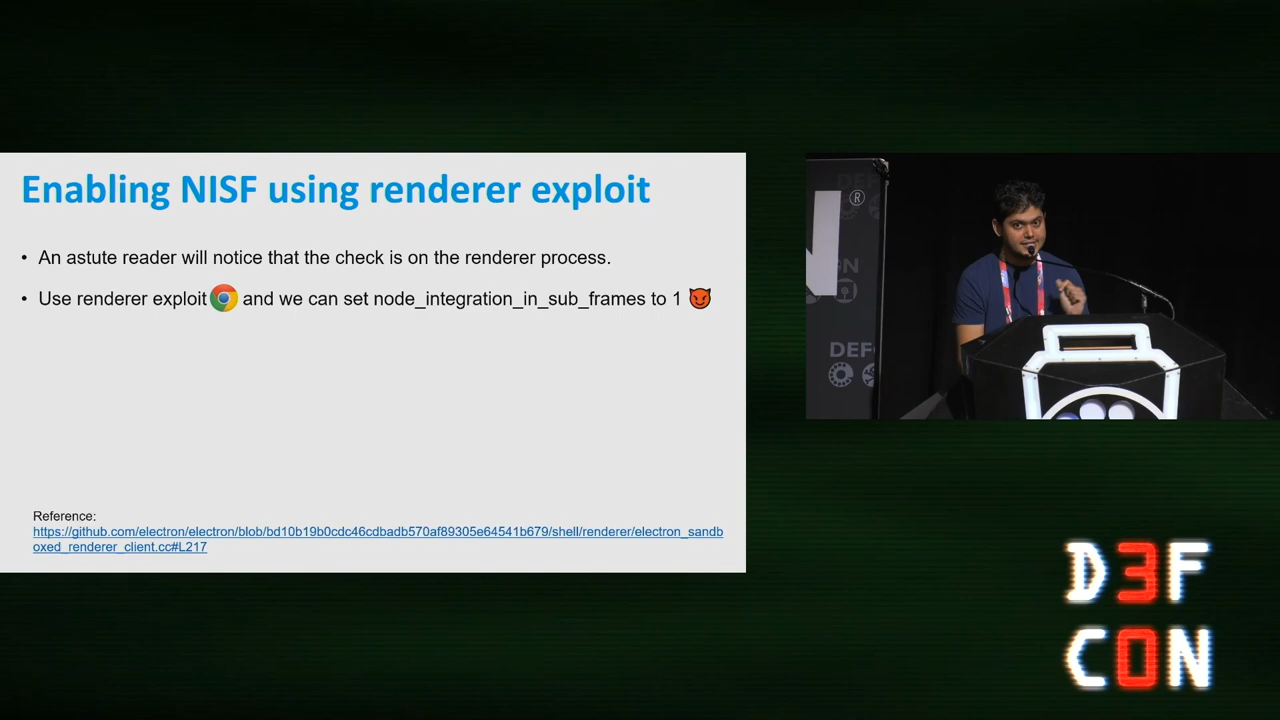 Enabling NISF using renderer exploit
• An astute reader will notice that the check is on the renderer process.
• Use renderer exploit and we can set node_integration_in_sub_frames to 1
Reference:
https://github.com/electron/electron/blob/bd10b19b0cdc46cdbadb570af89305e64541b679/shell/renderer/electron_sandb
oxed_renderer_client.cc#L217
®
N
DEF
D3F
C0N